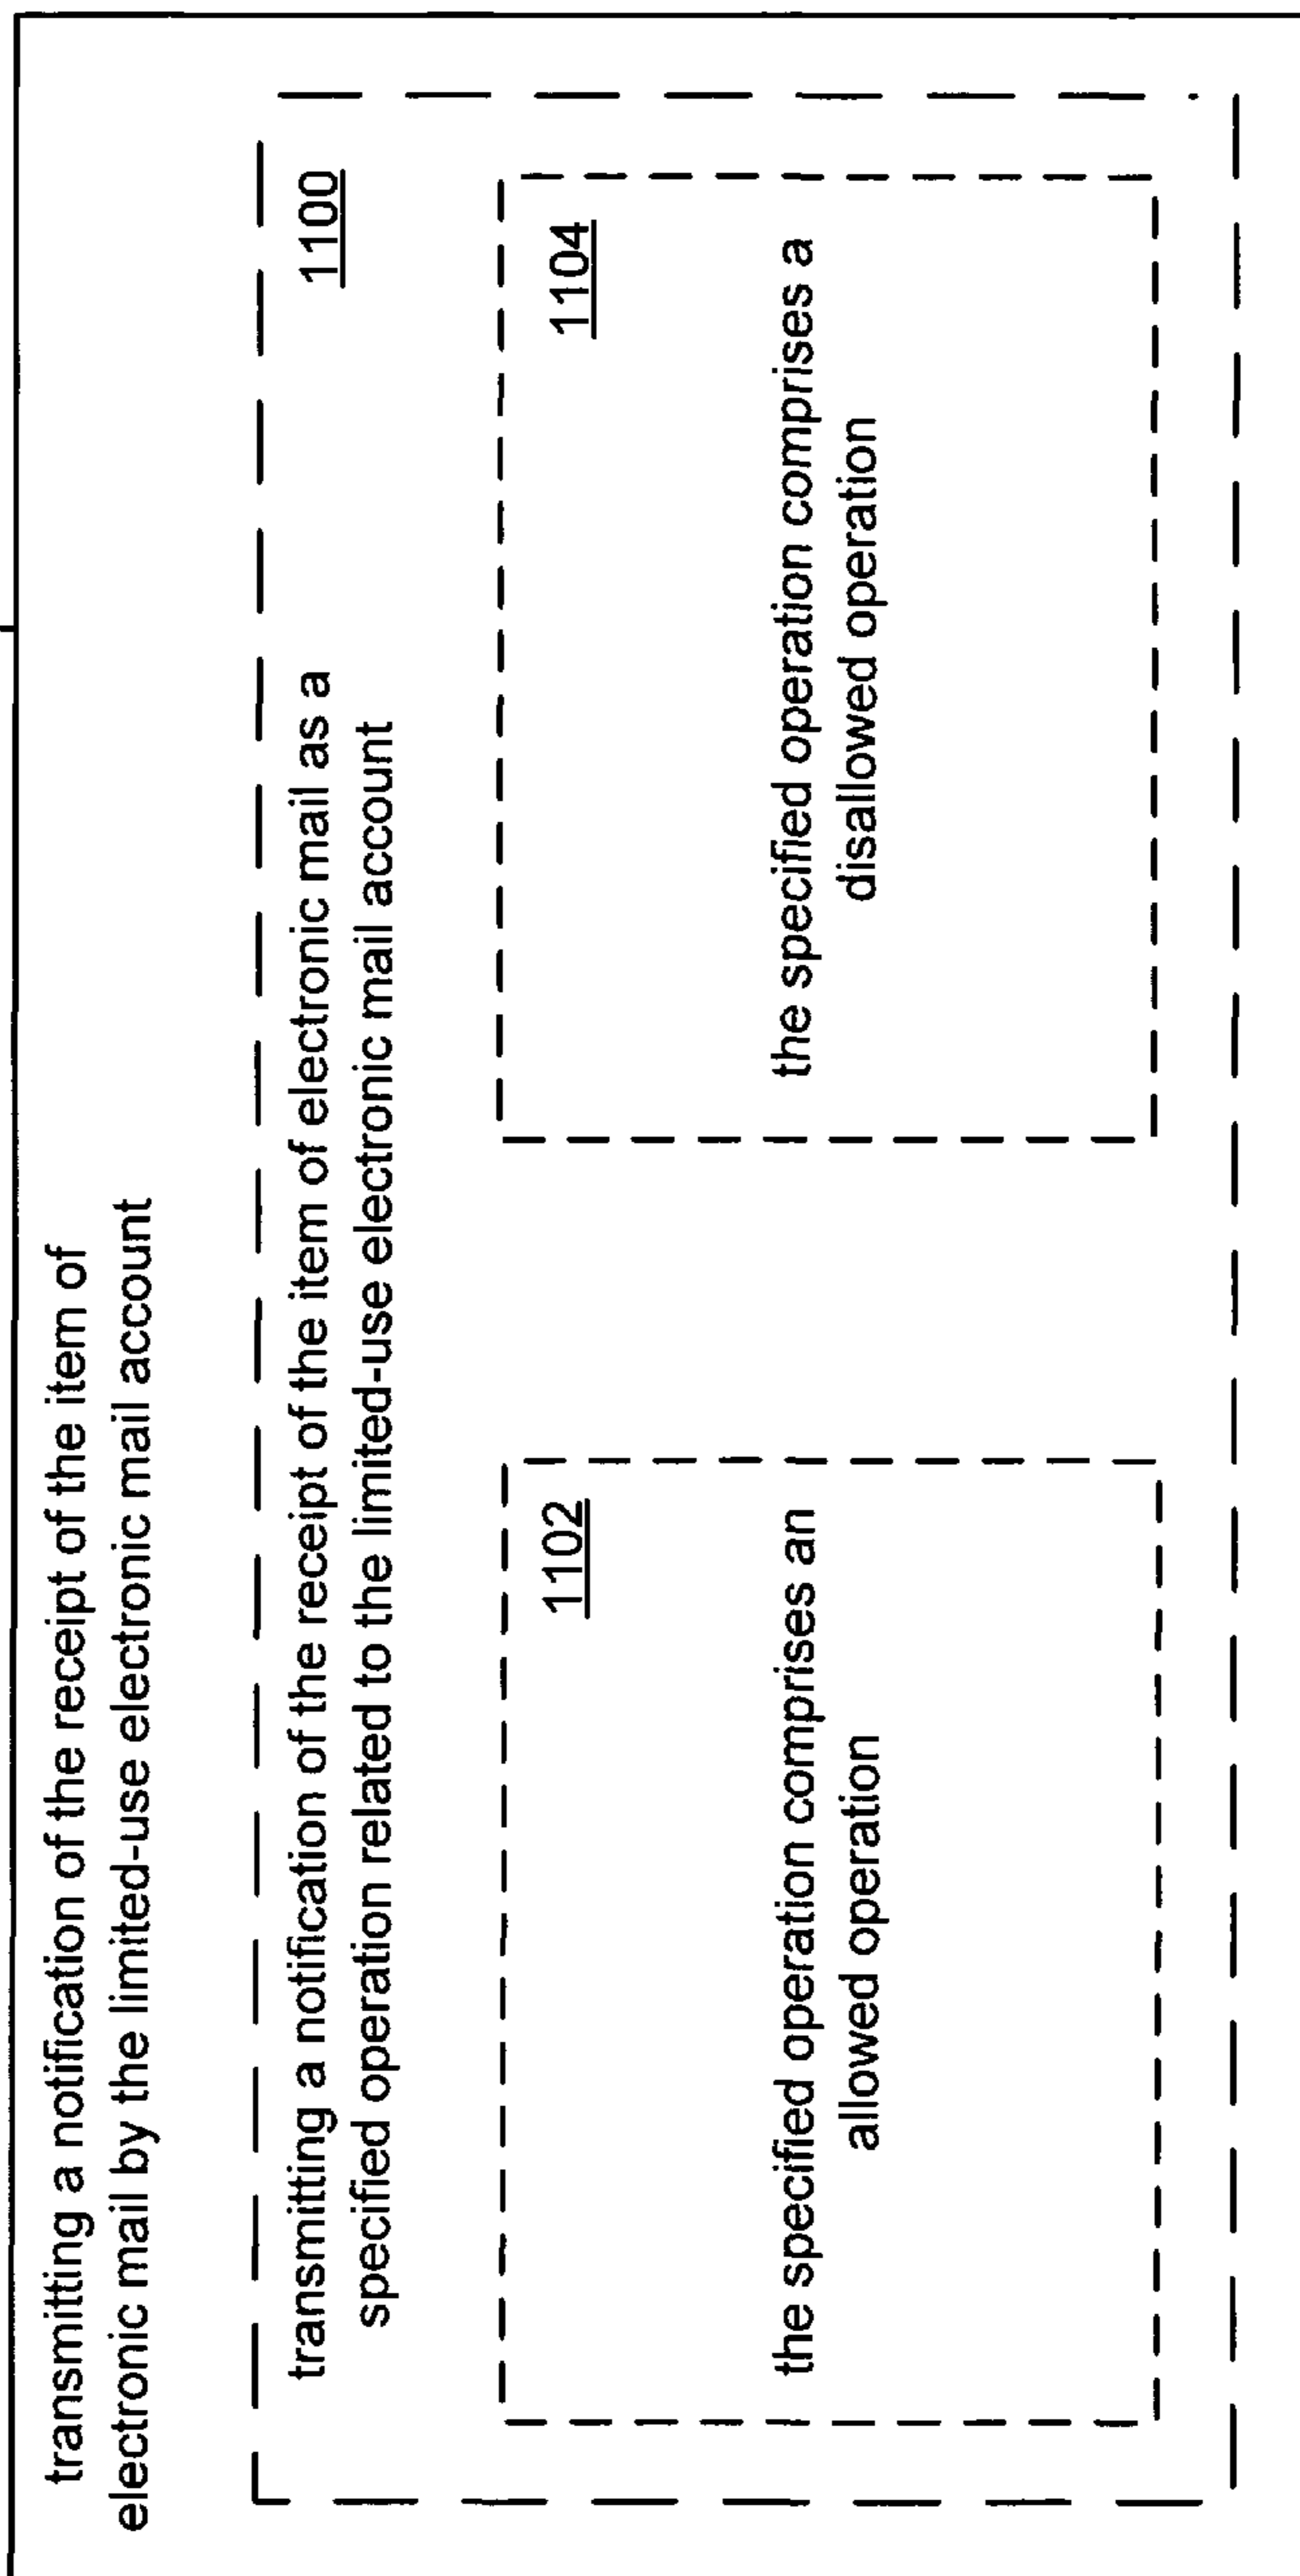 transmitting a notification of the receipt of the item of
electronic mail by the limited-use electronic mail account
1100
transmitting a notification of the receipt of the item of electronic mail as a
specified operation related to the limited-use electronic mail account
1102
the specified operation comprises an
allowed operation
1104
the specified operation comprises a
disallowed operation